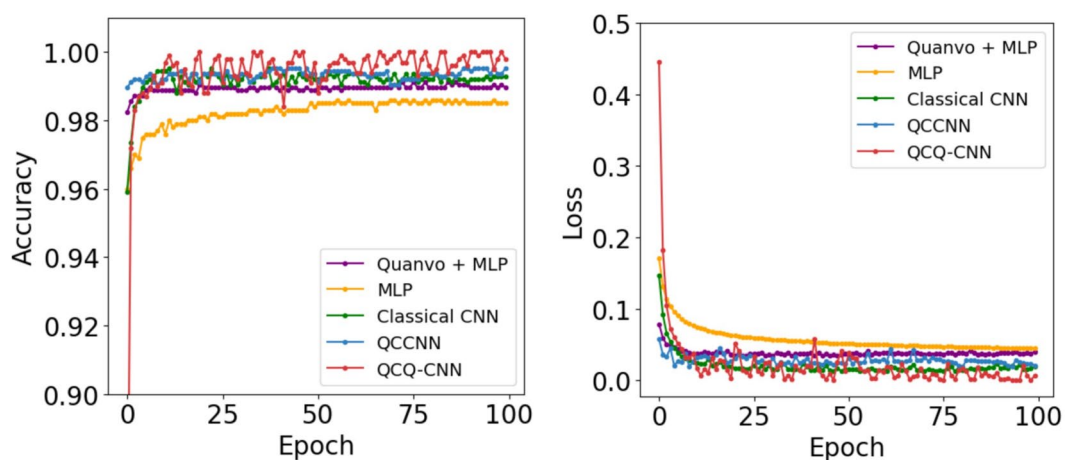 1.00
0.98
0.96
0.94
0.92
0.90
Accuracy
0
25
50
75
100
Epoch
Quanvo + MLP
MLP
Classical CNN
QCCNN
QCQ-CNN
0.5
0.4
0.3
0.2
0.1
0.0
Loss
0
25
50
75
100
Epoch
Quanvo + MLP
MLP
Classical CNN
QCCNN
QCQ-CNN